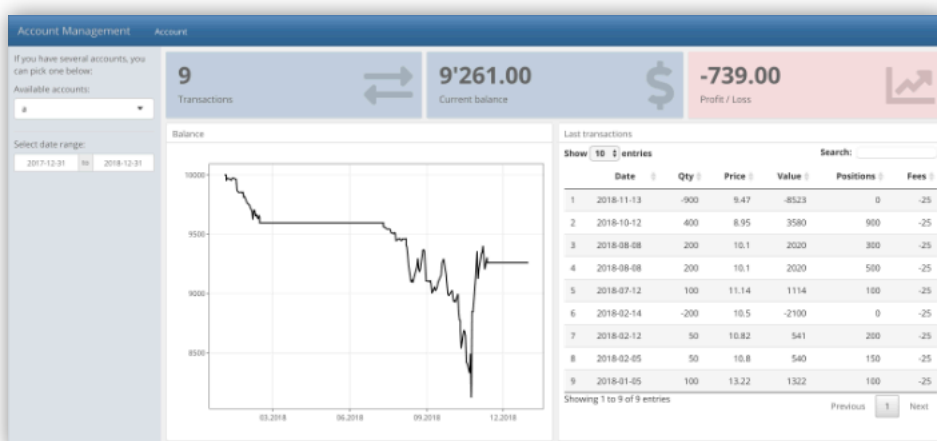 Account Management Account
If you have several accounts, you
can pick one below:
Available accounts:
a
Select date range:
2017-12-31 to 2018-12-31
9
Transactions
9'261.00
Current balance
$
-739.00
Profit / Loss
Balance
10000
9500
9000
8500
03.2018 06.2018 09.2018 12.2018
Last transactions
Show 10 entries Search:
Date Qty Price Value Positions Fees
1 2018-11-13 -900 9.47 -8523 0 -25
2 2018-10-12 400 8.95 3580 900 -25
3 2018-08-08 200 10.1 2020 300 -25
4 2018-08-08 200 10.1 2020 500 -25
5 2018-07-12 100 11.14 1114 100 -25
6 2018-02-14 -200 10.5 -2100 0 -25
7 2018-02-12 50 10.82 541 200 -25
8 2018-02-05 50 10.8 540 150 -25
9 2018-01-05 100 13.22 1322 100 -25
Showing 1 to 9 of 9 entries
Previous 1 Next